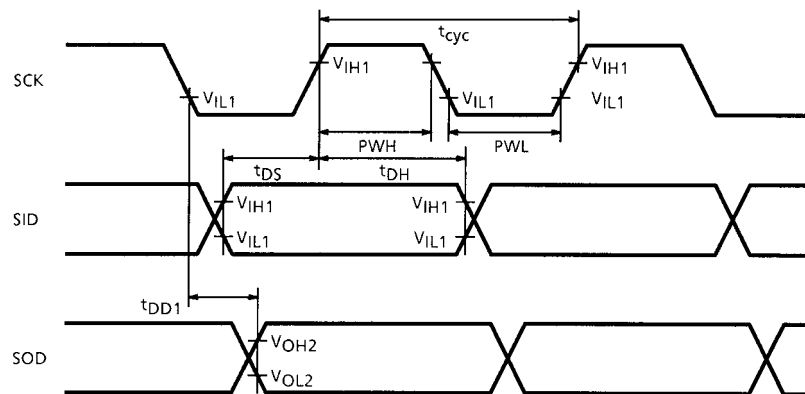 tcyc
SCK
VIH1
VIH1
VIL1
VIL1
VIL1
PWH
PWL
tDS
tDH
SID
VIH1
VIH1
VIL1
VIL1
tDD1
SOD
VOH2
VOL2